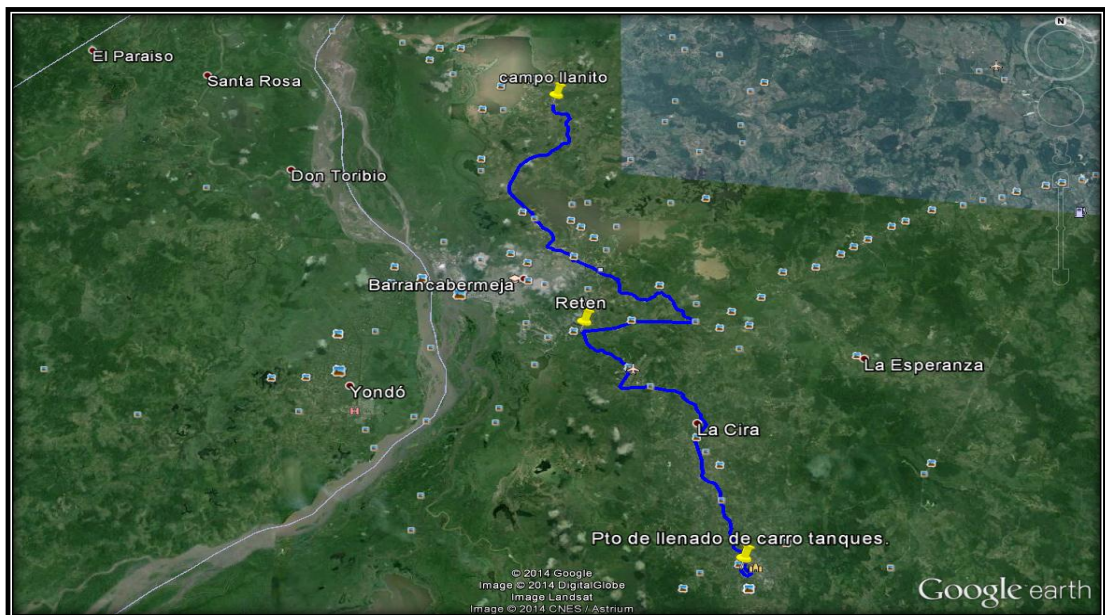 N
El Paraiso
Santa Rosa
campo llanito
Don Toribio
Barrancabermeja
Reten
La Esperanza
Yondó
H
La Cira
Pto de llenado de carro tanques.
© 2014 Google
Image © 2014 DigitalGlobe
Image Landsat
Image © 2014 CNES / Astrium
Google earth